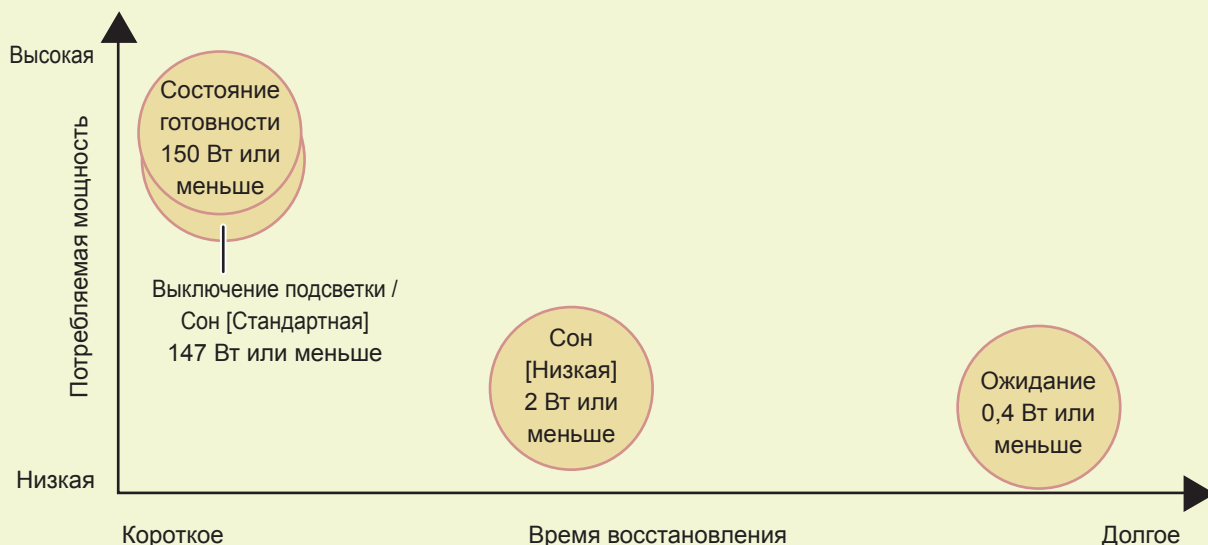 Высокая
Потребляемая мощность
Низкая
Состояние
готовности
150 Вт или
меньше
Выключение подсветки /
Сон [Стандартная]
147 Вт или меньше
Сон
[Низкая]
2 Вт или
меньше
Ожидание
0,4 Вт или
меньше
Короткое
Время восстановления
Долгое